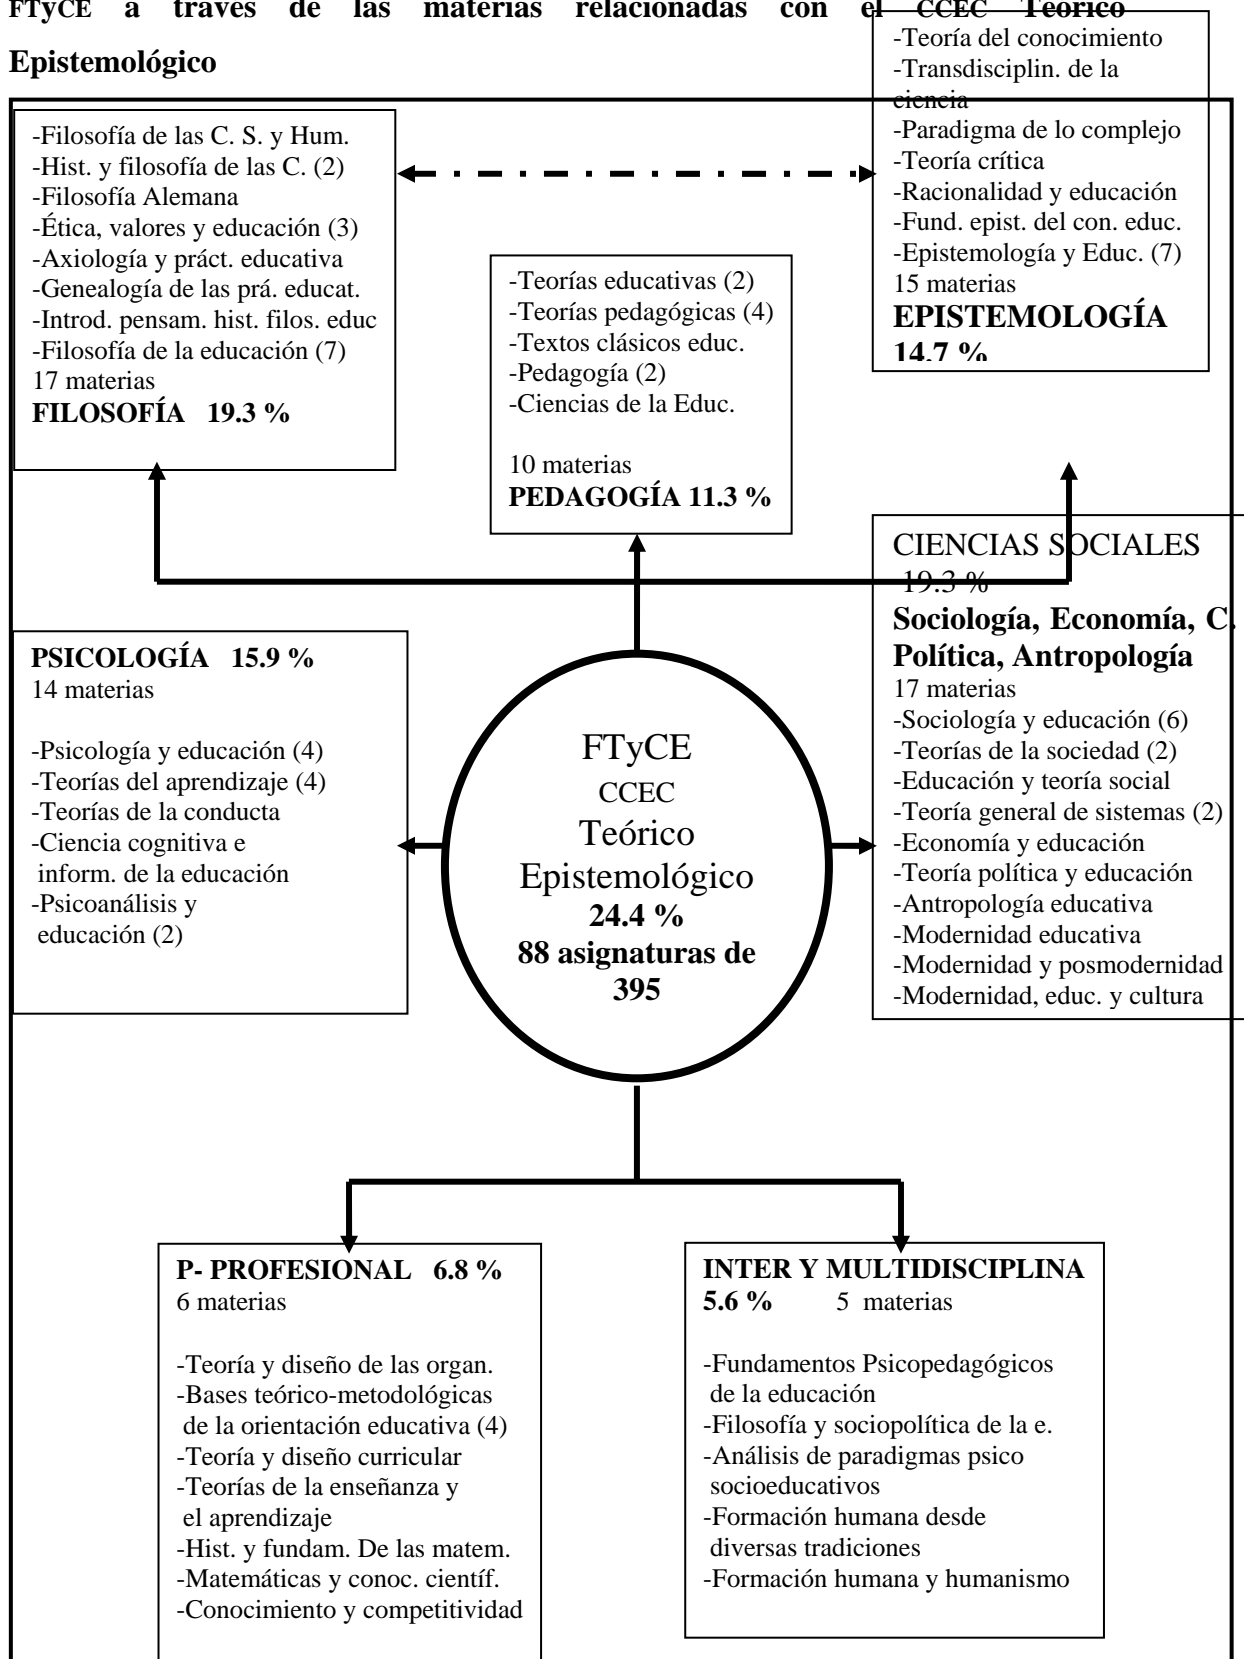 FTyCE a través de las materias relacionadas con el CCEC Teórico
Epistemológico
-Filosofía de las C. S. y Hum.
-Hist. y filosofía de las C. (2)
-Filosofía Alemana
-Ética, valores y educación (3)
-Axiología y práct. educativa
-Genealogía de las prá. educat.
-Introd. pensam. hist. filos. educ
-Filosofía de la educación (7)
17 materias
FILOSOFÍA 19.3 %
-Teorías educativas (2)
-Teorías pedagógicas (4)
-Textos clásicos educ.
-Pedagogía (2)
-Ciencias de la Educ.
10 materias
PEDAGOGÍA 11.3 %
-Teoría del conocimiento
-Transdisciplin. de la
ciencia
-Paradigma de lo complejo
-Teoría crítica
-Racionalidad y educación
-Fund. epist. del con. educ.
-Epistemología y Educ. (7)
15 materias
EPISTEMOLOGÍA
14.7 %
PSICOLOGÍA 15.9 %
14 materias
-Psicología y educación (4)
-Teorías del aprendizaje (4)
-Teorías de la conducta
-Ciencia cognitiva e
inform. de la educación
-Psicoanálisis y
educación (2)
FTyCE
CCEC
Teórico
Epistemológico
24.4 %
88 asignaturas de
395
CIENCIAS SOCIALES
19.3 %
Sociología, Economía, C.
Política, Antropología
17 materias
-Sociología y educación (6)
-Teorías de la sociedad (2)
-Educación y teoría social
-Teoría general de sistemas (2)
-Economía y educación
-Teoría política y educación
-Antropología educativa
-Modernidad educativa
-Modernidad y posmodernidad
-Modernidad, educ. y cultura
P- PROFESIONAL 6.8 %
6 materias
-Teoría y diseño de las organ.
-Bases teórico-metodológicas
de la orientación educativa (4)
-Teoría y diseño curricular
-Teorías de la enseñanza y
el aprendizaje
-Hist. y fundam. De las matem.
-Matemáticas y conoc. científ.
-Conocimiento y competitividad
INTER Y MULTIDISCIPLINA
5.6 % 5 materias
-Fundamentos Psicopedagógicos
de la educación
-Filosofía y sociopolítica de la e.
-Análisis de paradigmas psico
socioeducativos
-Formación humana desde
diversas tradiciones
-Formación humana y humanismo